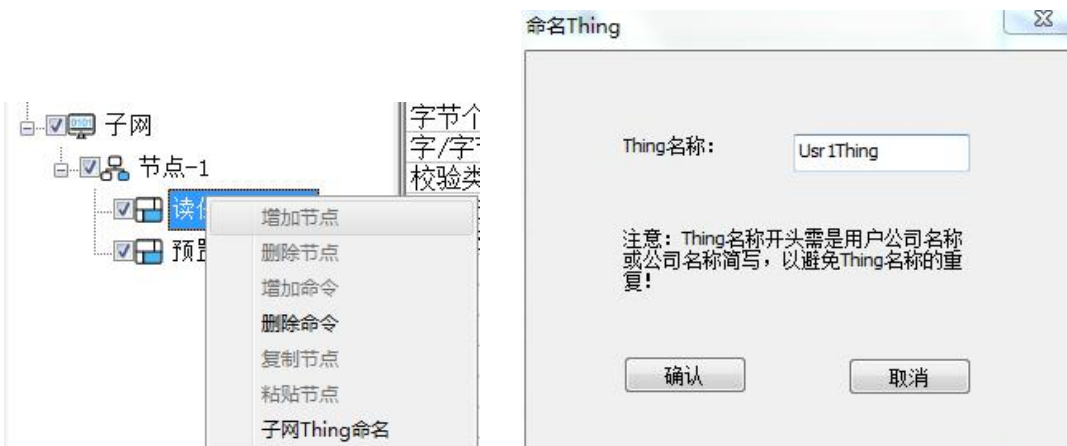 子网
节点-1
读
预
字节个
字/字
校验类
增加节点
删除节点
增加命令
删除命令
复制节点
粘贴节点
子网Thing命名
命名Thing
Thing名称：
Usr1Thing
注意：Thing名称开头需是用户公司名称
或公司名称简写，以避免Thing名称的重
复！
确认
取消